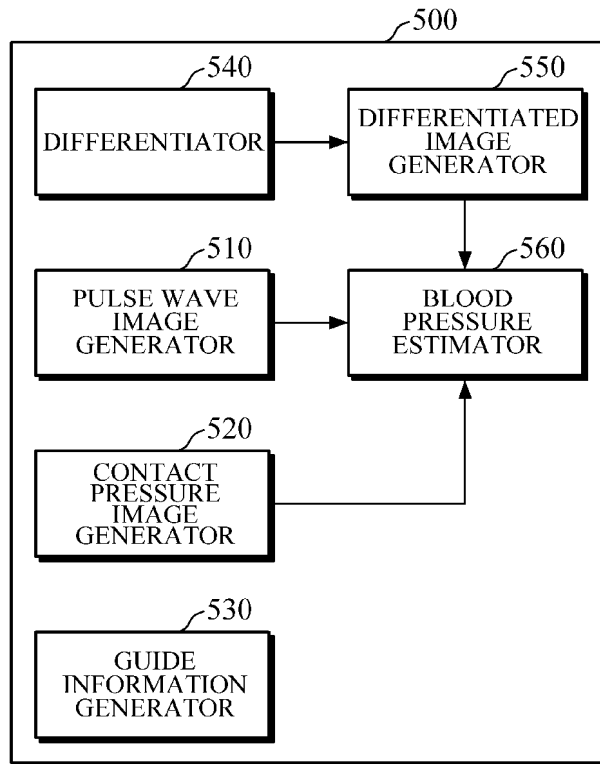 500
540
DIFFERENTIATOR
550
DIFFERENTIATED
IMAGE
GENERATOR
510
PULSE WAVE
IMAGE
GENERATOR
560
BLOOD
PRESSURE
ESTIMATOR
520
CONTACT
PRESSURE
IMAGE
GENERATOR
530
GUIDE
INFORMATION
GENERATOR